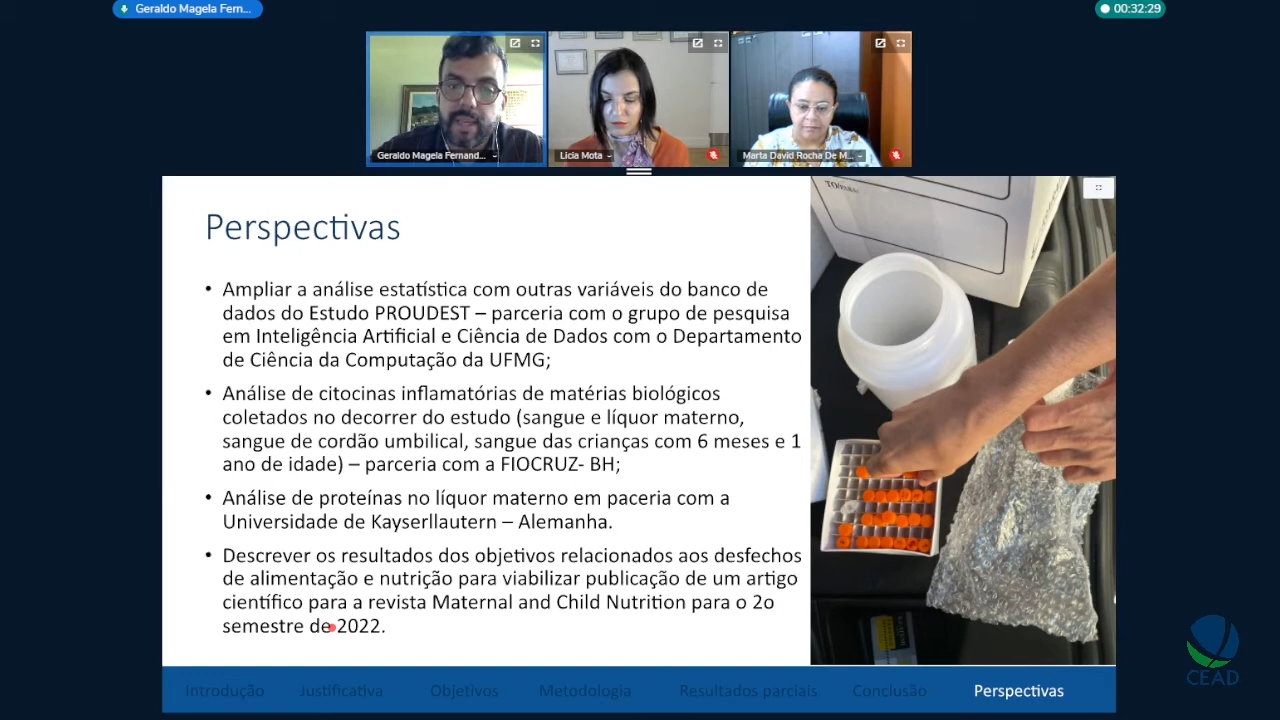 Geraldo Magela Fern...
00:32:29
Geraldo Magela Fernand...
Licia Mota
Marta David Rocha De M...
Perspectivas
• Ampliar a análise estatística com outras variáveis do banco de
dados do Estudo PROUDEST – parceria com o grupo de pesquisa
em Inteligência Artificial e Ciência de Dados com o Departamento
de Ciência da Computação da UFMG;
• Análise de citocinas inflamatórias de matérias biológicos
coletados no decorrer do estudo (sangue e líquor materno,
sangue de cordão umbilical, sangue das crianças com 6 meses e 1
ano de idade) – parceria com a FIOCRUZ- BH;
• Análise de proteínas no líquor materno em paceria com a
Universidade de Kayserllautern – Alemanha.
• Descrever os resultados dos objetivos relacionados aos desfechos
de alimentação e nutrição para viabilizar publicação de um artigo
científico para a revista Maternal and Child Nutrition para o 2o
semestre de 2022.
Introdução Justificativa Objetivos Metodologia Resultados parciais Conclusão Perspectivas
CEAD